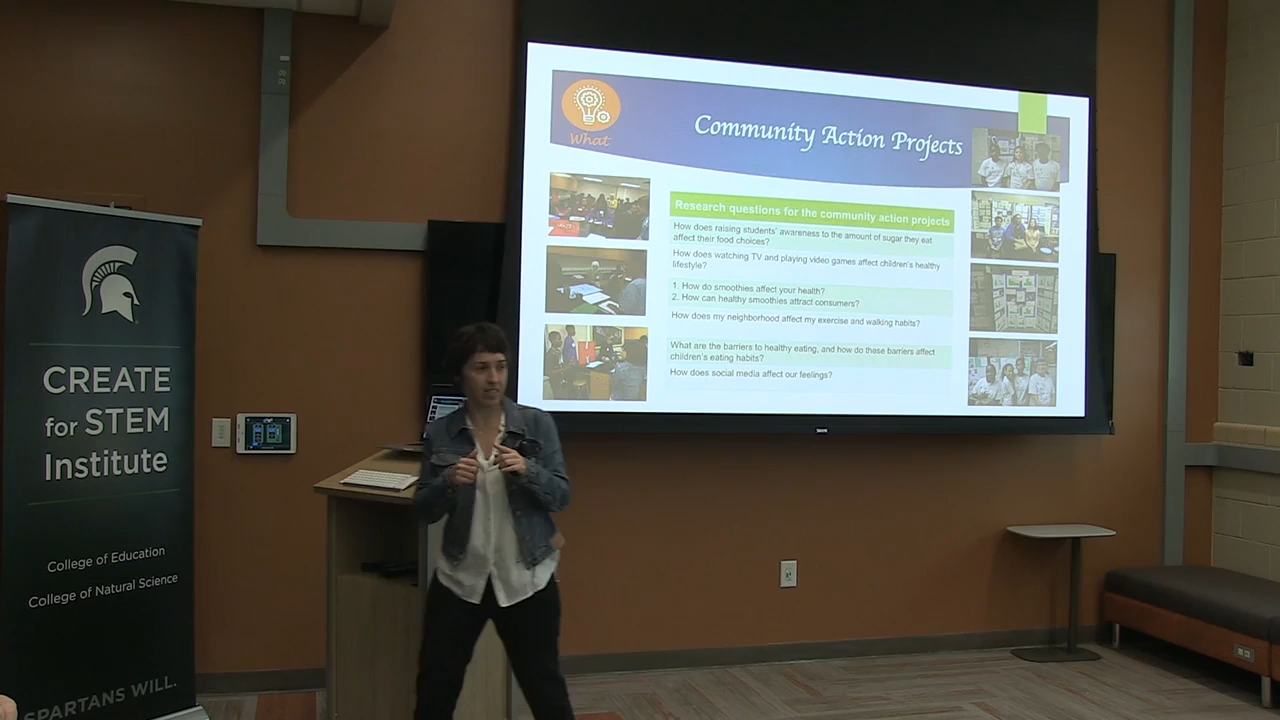 CREATE
for STEM
Institute
College of Education
College of Natural Science
SPARTANS WILL.
What
Community Action Projects
Research questions for the community action projects
How does raising students' awareness to the amount of sugar they eat
affect their food choices?
How does watching TV and playing video games affect children's healthy
lifestyle?
1. How do smoothies affect your health?
2. How can healthy smoothies attract consumers?
How does my neighborhood affect my exercise and walking habits?
What are the barriers to healthy eating, and how do these barriers affect
children's eating habits?
How does social media affect our feelings?